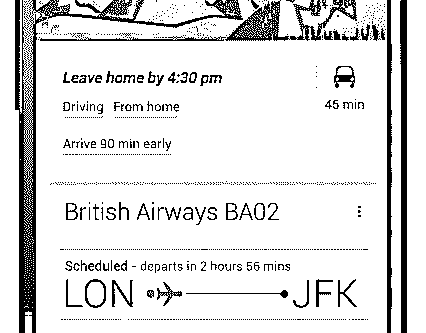 Leave home by 4:30 pm
Driving From home
45 min
Arrive 90 min early
British Airways BA02
Scheduled - departs in 2 hours 56 mins
LON JFK